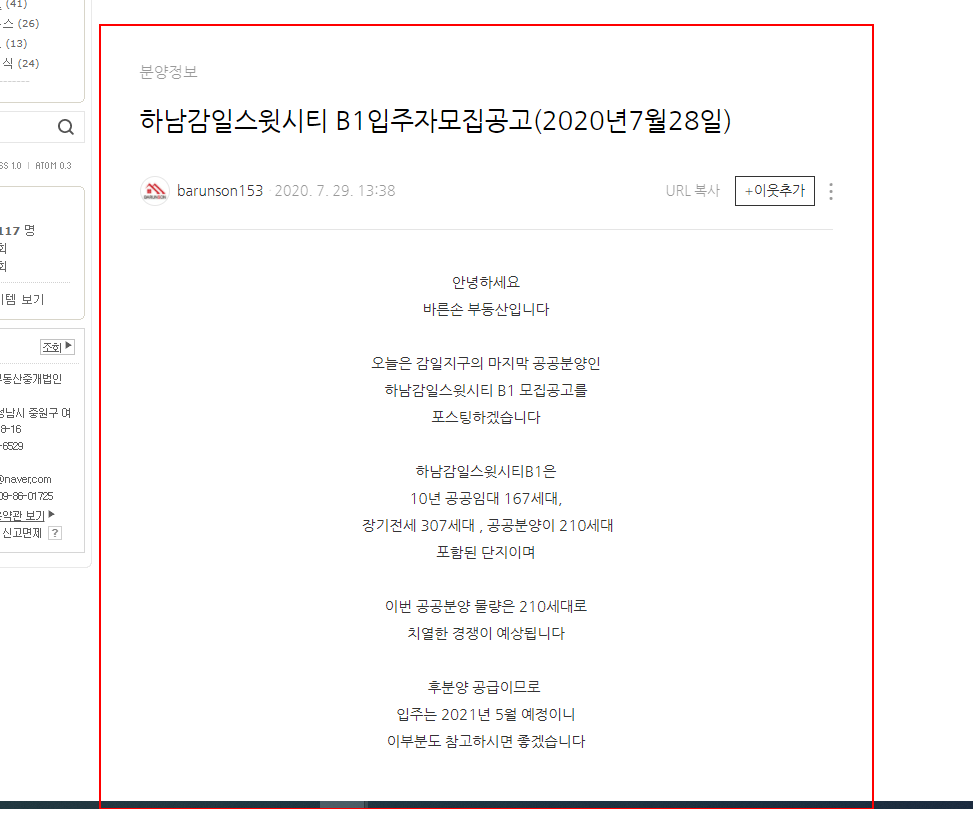 (41)
스 (26)
(13)
식 (24)
SS 1.0 | ATOM 0.3
117 명
회
회
템 보기
조회
부동산중개법인
성남시 중원구 여
8-16
-6529
@naver.com
09-86-01725
약관 보기
신고면제 ?
분양정보
하남감일스윗시티 B1입주자모집공고(2020년7월28일)
BARUNSON
barunson153 · 2020. 7. 29. 13:38
URL 복사
+이웃추가
안녕하세요
바른손 부동산입니다
오늘은 감일지구의 마지막 공공분양인
하남감일스윗시티 B1 모집공고를
포스팅하겠습니다
하남감일스윗시티B1은
10년 공공임대 167세대,
장기전세 307세대 , 공공분양이 210세대
포함된 단지이며
이번 공공분양 물량은 210세대로
치열한 경쟁이 예상됩니다
후분양 공급이므로
입주는 2021년 5월 예정이니
이부분도 참고하시면 좋겠습니다